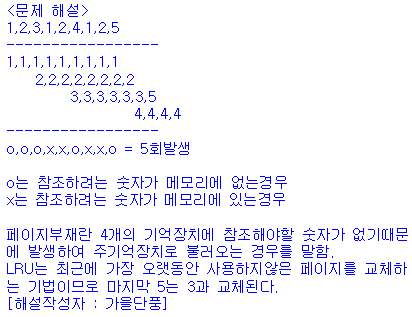 <문제 해설>
1,2,3,1,2,4,1,2,5
-----------------
1,1,1,1,1,1,1,1,1
2,2,2,2,2,2,2,2
3,3,3,3,3,3,5
4,4,4,4
-----------------
o,o,o,x,x,o,x,x,o = 5회발생
o는 참조하려는 숫자가 메모리에 없는경우
x는 참조하려는 숫자가 메모리에 있는경우
페이지부재란 4개의 기억장치에 참조해야할 숫자가 없기때문
에 발생하여 주기억장치로 불러오는 경우를 말함.
LRU는 최근에 가장 오랫동안 사용하지않은 페이지를 교체하
는 기법이므로 마지막 5는 3과 교체된다.
[해설작성자 : 가을단풍]